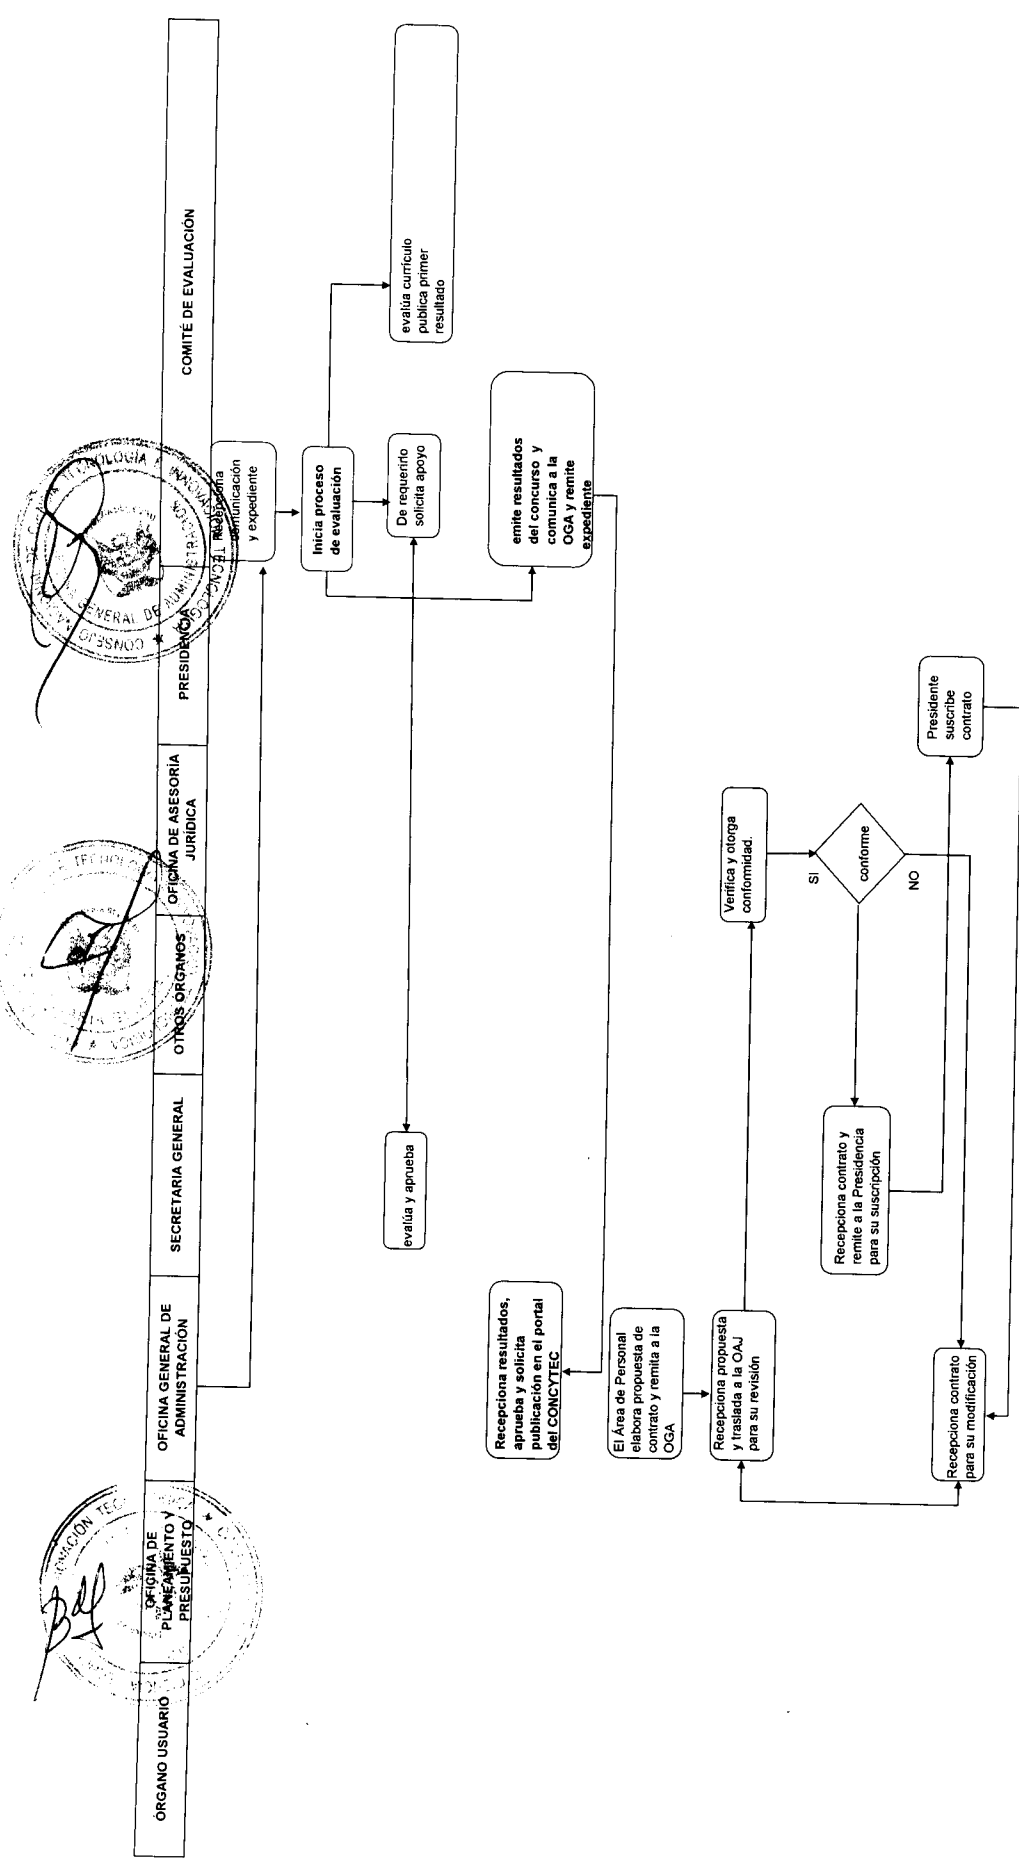 ÓRGANO USUARIO
OFICINA DE
PLANEAMIENTO Y
PRESUPUESTO
OFICINA GENERAL DE
ADMINISTRACIÓN
SECRETARIA GENERAL
OTROS ORGANOS
OFICINA DE ASESORÍA
JURÍDICA
PRESIDENCIA
COMITÉ DE EVALUACIÓN
Recepciona
comunicación
y expediente
Inicia proceso
de evaluación
evalúa y aprueba
De requerirlo
solicita apoyo
evalúa currículo
publica primer
resultado
Recepciona resultados,
aprueba y solicita
publicación en el portal
del CONCYTEC
emite resultados
del concurso y
comunica a la
OGA y remite
expediente
El Área de Personal
elabora propuesta de
contrato y remita a la
OGA
Recepciona propuesta
y traslada a la OAJ
para su revisión
Verifica y otorga
conformidad.
SI
conforme
NO
Recepciona contrato y
remite a la Presidencia
para su suscripción
Presidente
suscribe
contrato
Recepciona contrato
para su modificación